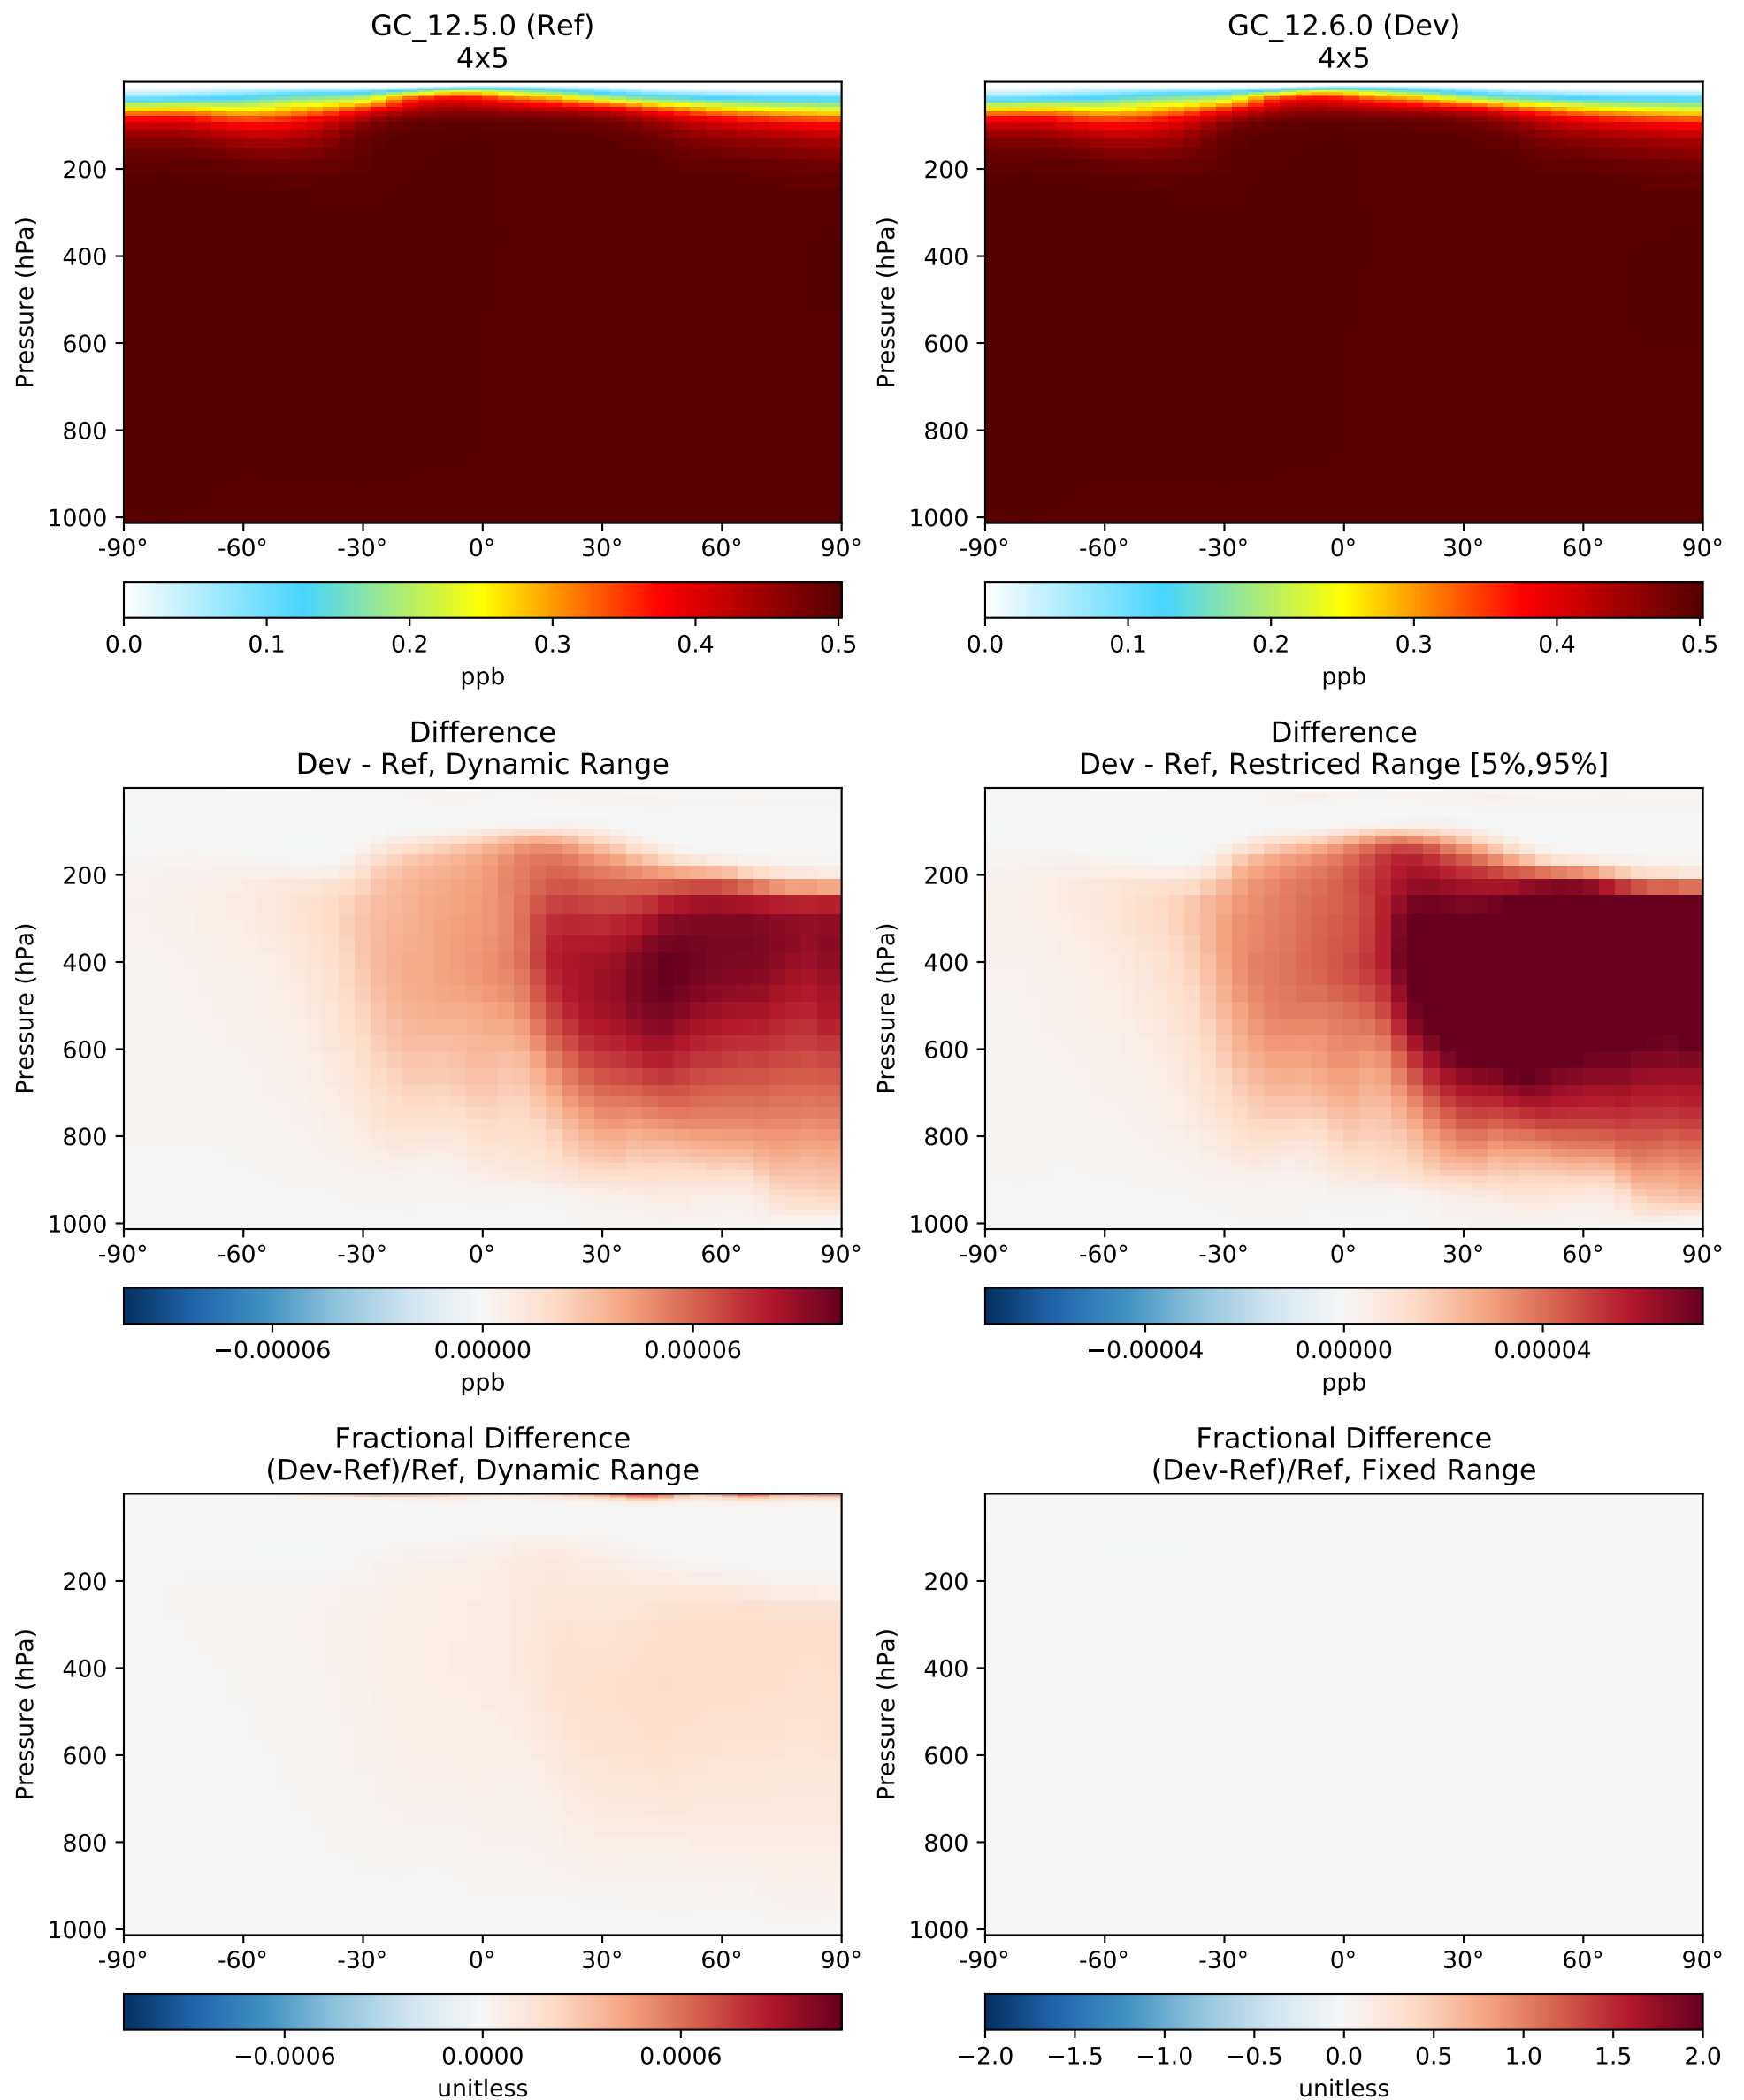 GC_12.5.0 (Ref)
4x5
GC_12.6.0 (Dev)
4x5
Pressure (hPa)
200
400
600
800
1000
-90° -60° -30° 0° 30° 60° 90°
0.0 0.1 0.2 0.3 0.4 0.5
ppb
Pressure (hPa)
200
400
600
800
1000
-90° -60° -30° 0° 30° 60° 90°
0.0 0.1 0.2 0.3 0.4 0.5
ppb
Difference
Dev - Ref, Dynamic Range
Difference
Dev - Ref, Restriced Range [5%,95%]
Pressure (hPa)
200
400
600
800
1000
-90° -60° -30° 0° 30° 60° 90°
−0.00006 0.00000 0.00006
ppb
Pressure (hPa)
200
400
600
800
1000
-90° -60° -30° 0° 30° 60° 90°
−0.00004 0.00000 0.00004
ppb
Fractional Difference
(Dev-Ref)/Ref, Dynamic Range
Fractional Difference
(Dev-Ref)/Ref, Fixed Range
Pressure (hPa)
200
400
600
800
1000
-90° -60° -30° 0° 30° 60° 90°
−0.0006 0.0000 0.0006
unitless
Pressure (hPa)
200
400
600
800
1000
-90° -60° -30° 0° 30° 60° 90°
−2.0 −1.5 −1.0 −0.5 0.0 0.5 1.0 1.5 2.0
unitless